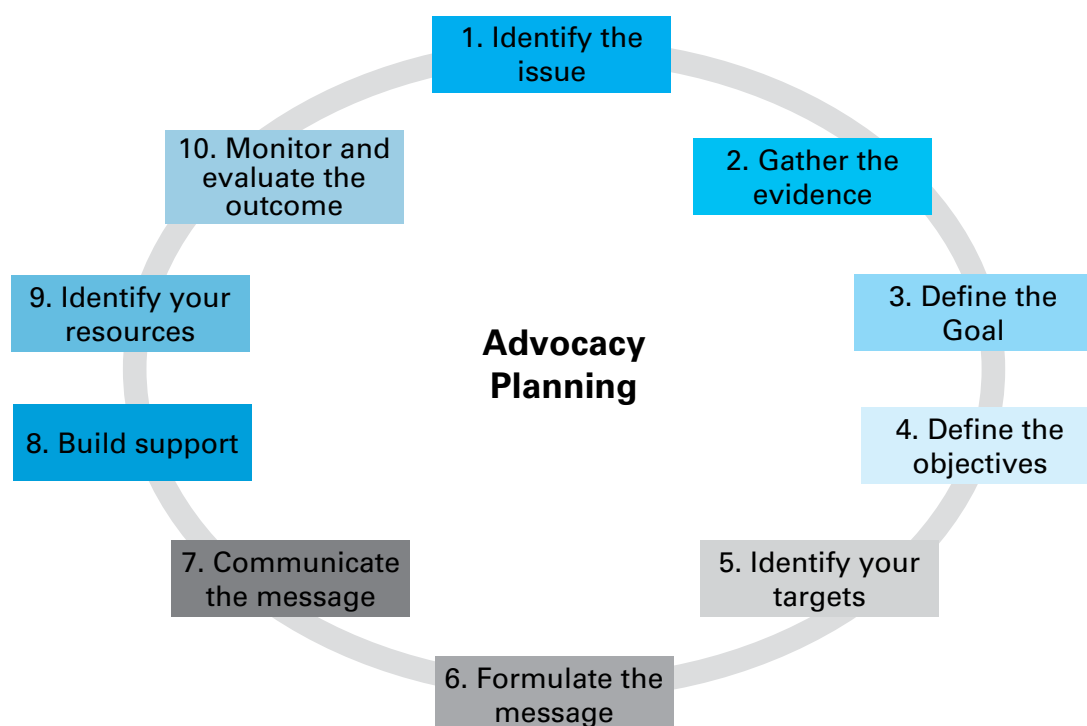 1. Identify the
issue
2. Gather the
evidence
3. Define the
Goal
4. Define the
objectives
5. Identify your
targets
6. Formulate the
message
7. Communicate
the message
8. Build support
9. Identify your
resources
10. Monitor and
evaluate the
outcome
Advocacy
Planning